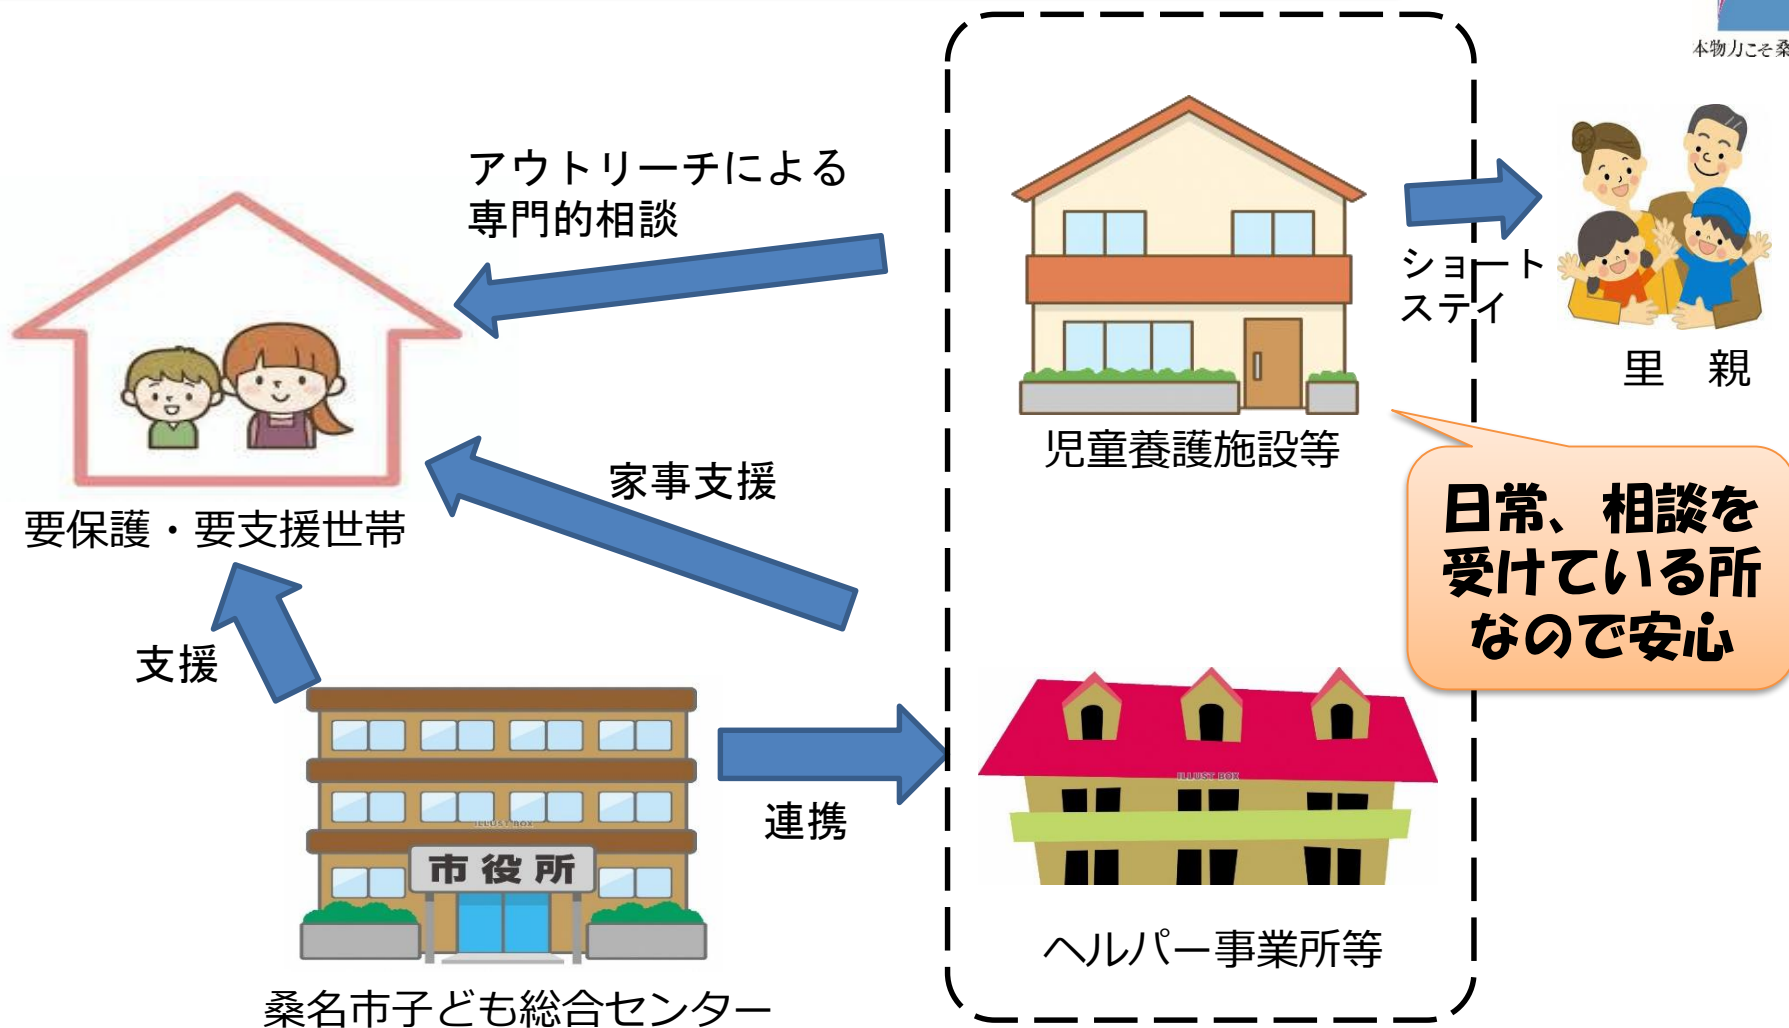 本物力こそ桑
アウトリーチによる
専門的相談
ショート
ステイ
里 親
児童養護施設等
日常、相談を
受けている所
なので安心
家事支援
要保護・要支援世帯
支援
ILLUST BOX
市役所
連携
ILLUST BOX
ヘルパー事業所等
桑名市子ども総合センター